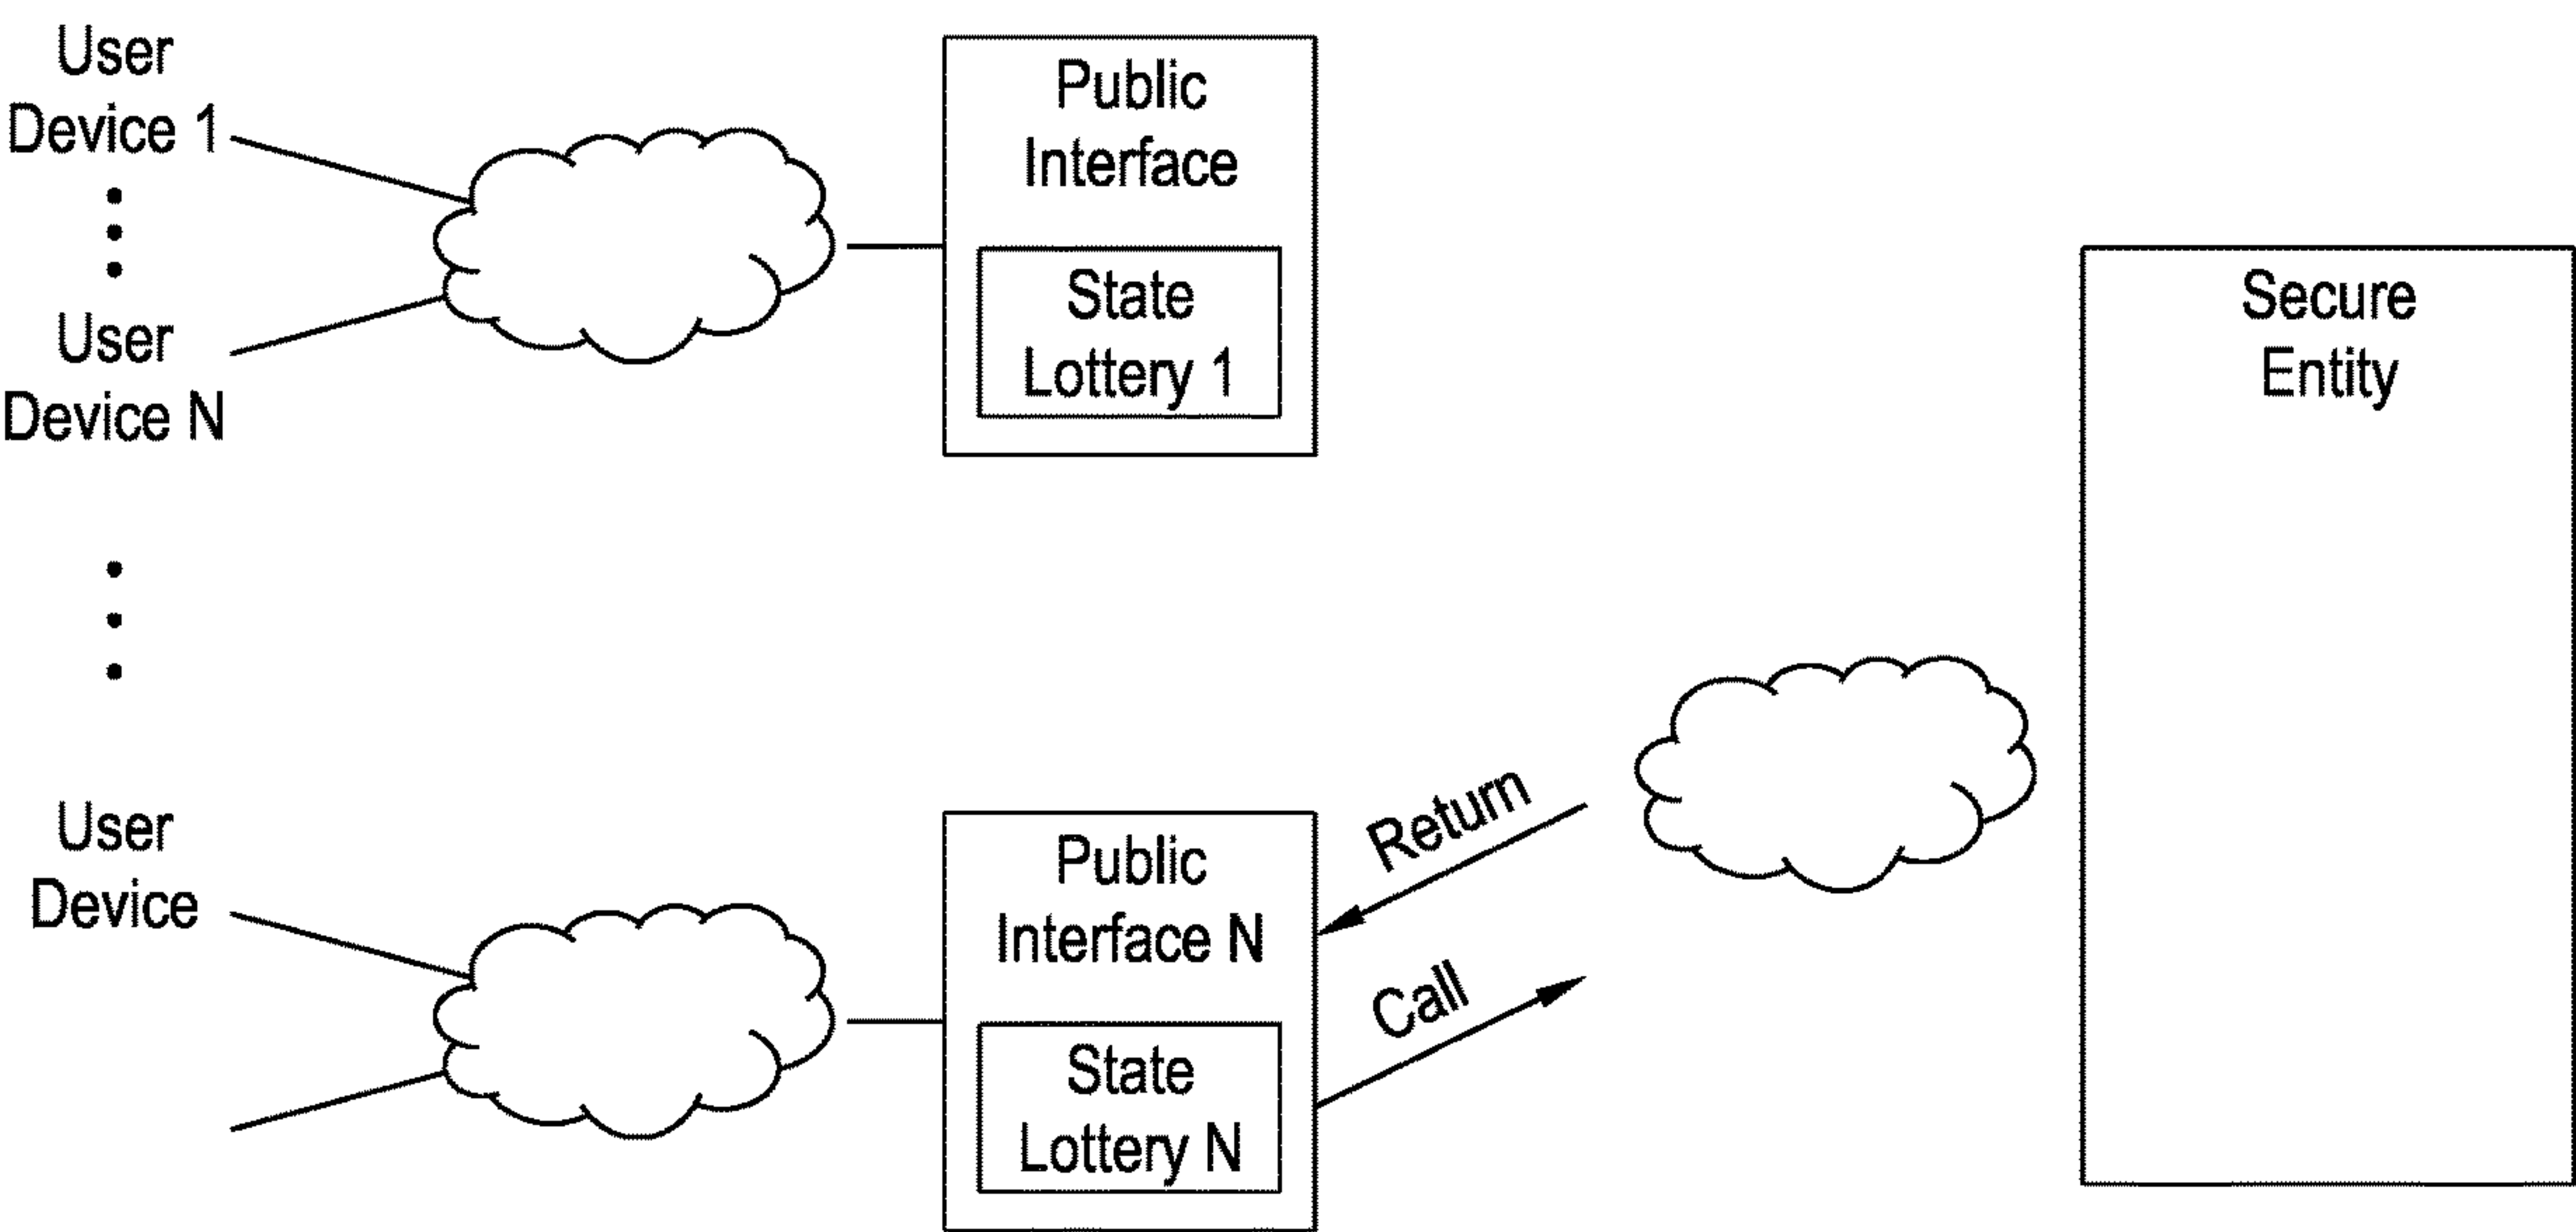 User
Device 1
User
Device N
Public
Interface
State
Lottery 1
Secure
Entity
User
Device
Public
Interface N
State
Lottery N
Return
Call